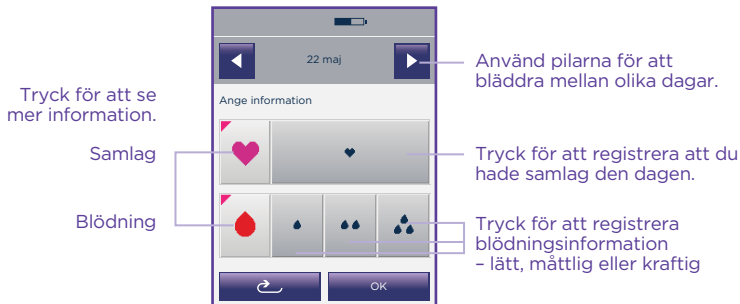 22 maj
Använd pilarna för att
bläddra mellan olika dagar.
Tryck för att se
mer information.
Ange information
Samlag
Tryck för att registrera att du
hade samlag den dagen.
Blödning
Tryck för att registrera
blödningsinformation
– lätt, måttlig eller kraftig
OK